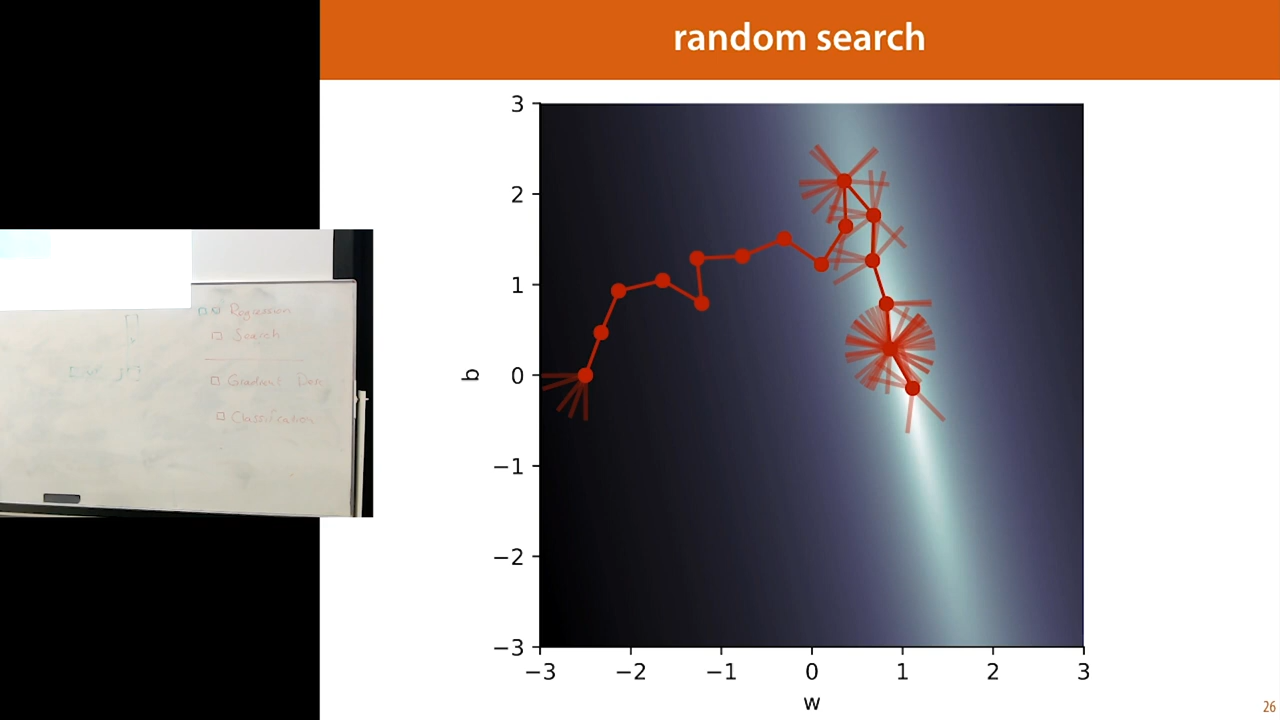 random search
3
2
1
0
−1
−2
−3
b
−3
−2
−1
0
1
2
3
w
26
Regression
Search
Gradient
Classification